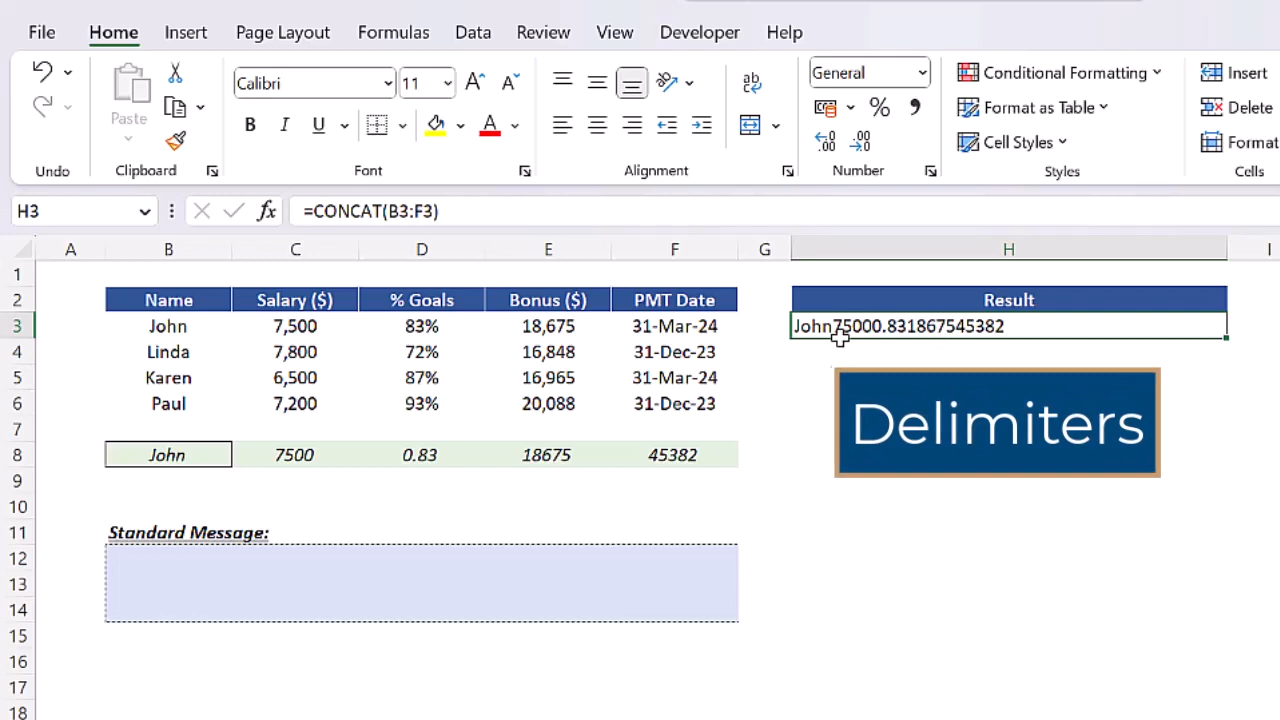 File Home Insert Page Layout Formulas Data Review View Developer Help
Calibri 11 A A ab General Conditional Formatting Insert
Paste B I U A % Format as Table Delete
.00 .00 Cell Styles Format
Undo Clipboard Font Alignment Number Styles Cells
H3 fx =CONCAT(B3:F3)
A B C D E F G H I
1
2 Name Salary ($) % Goals Bonus ($) PMT Date Result
3 John 7,500 83% 18,675 31-Mar-24 John75000.831867545382
4 Linda 7,800 72% 16,848 31-Dec-23
5 Karen 6,500 87% 16,965 31-Mar-24
6 Paul 7,200 93% 20,088 31-Dec-23
Delimiters
7
8 John 7500 0.83 18675 45382
9
10
11 Standard Message:
12
13
14
15
16
17
18